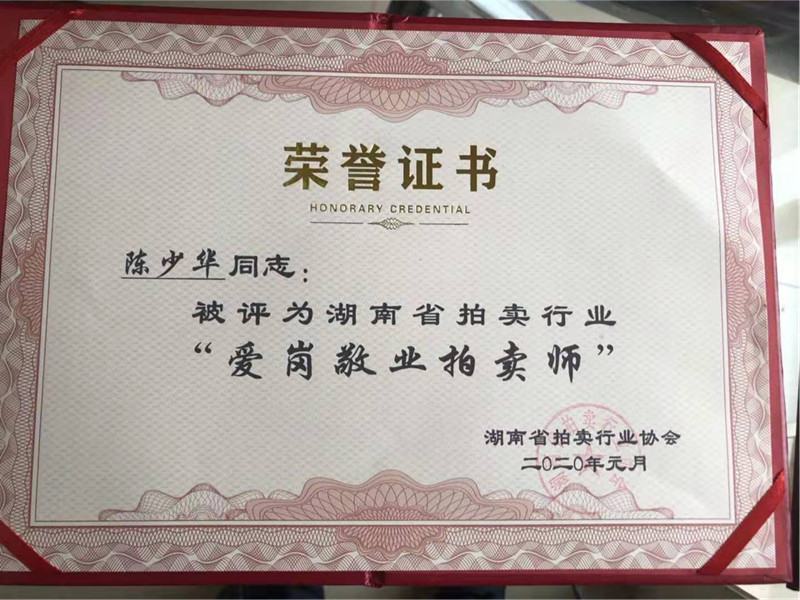 荣誉证书
HONORARY CREDENTIAL
陈少华同志：
被评为湖南省拍卖行业
“爱岗敬业拍卖师”
湖南省拍卖行业协会
二〇二〇年元月